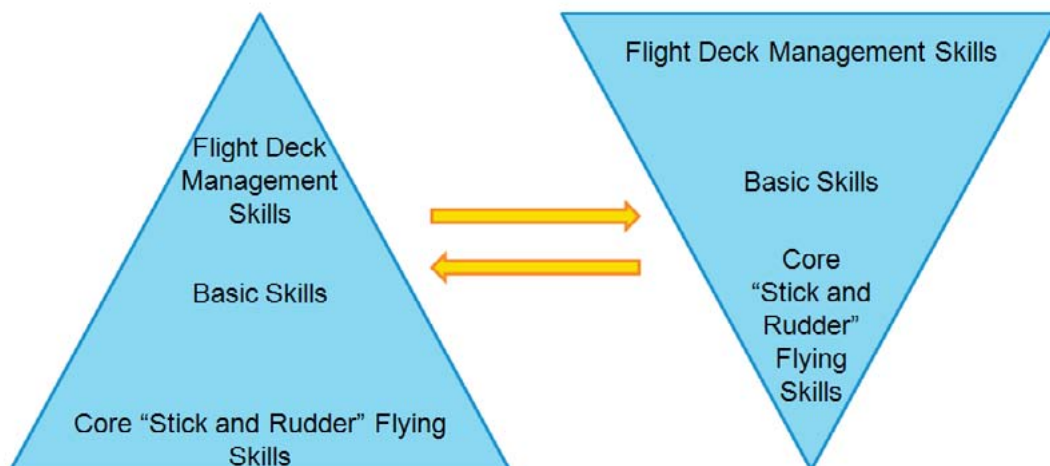 Flight Deck
Management
Skills
Basic Skills
Core “Stick and Rudder” Flying
Skills
Flight Deck Management Skills
Basic Skills
Core
“Stick and
Rudder”
Flying
Skills